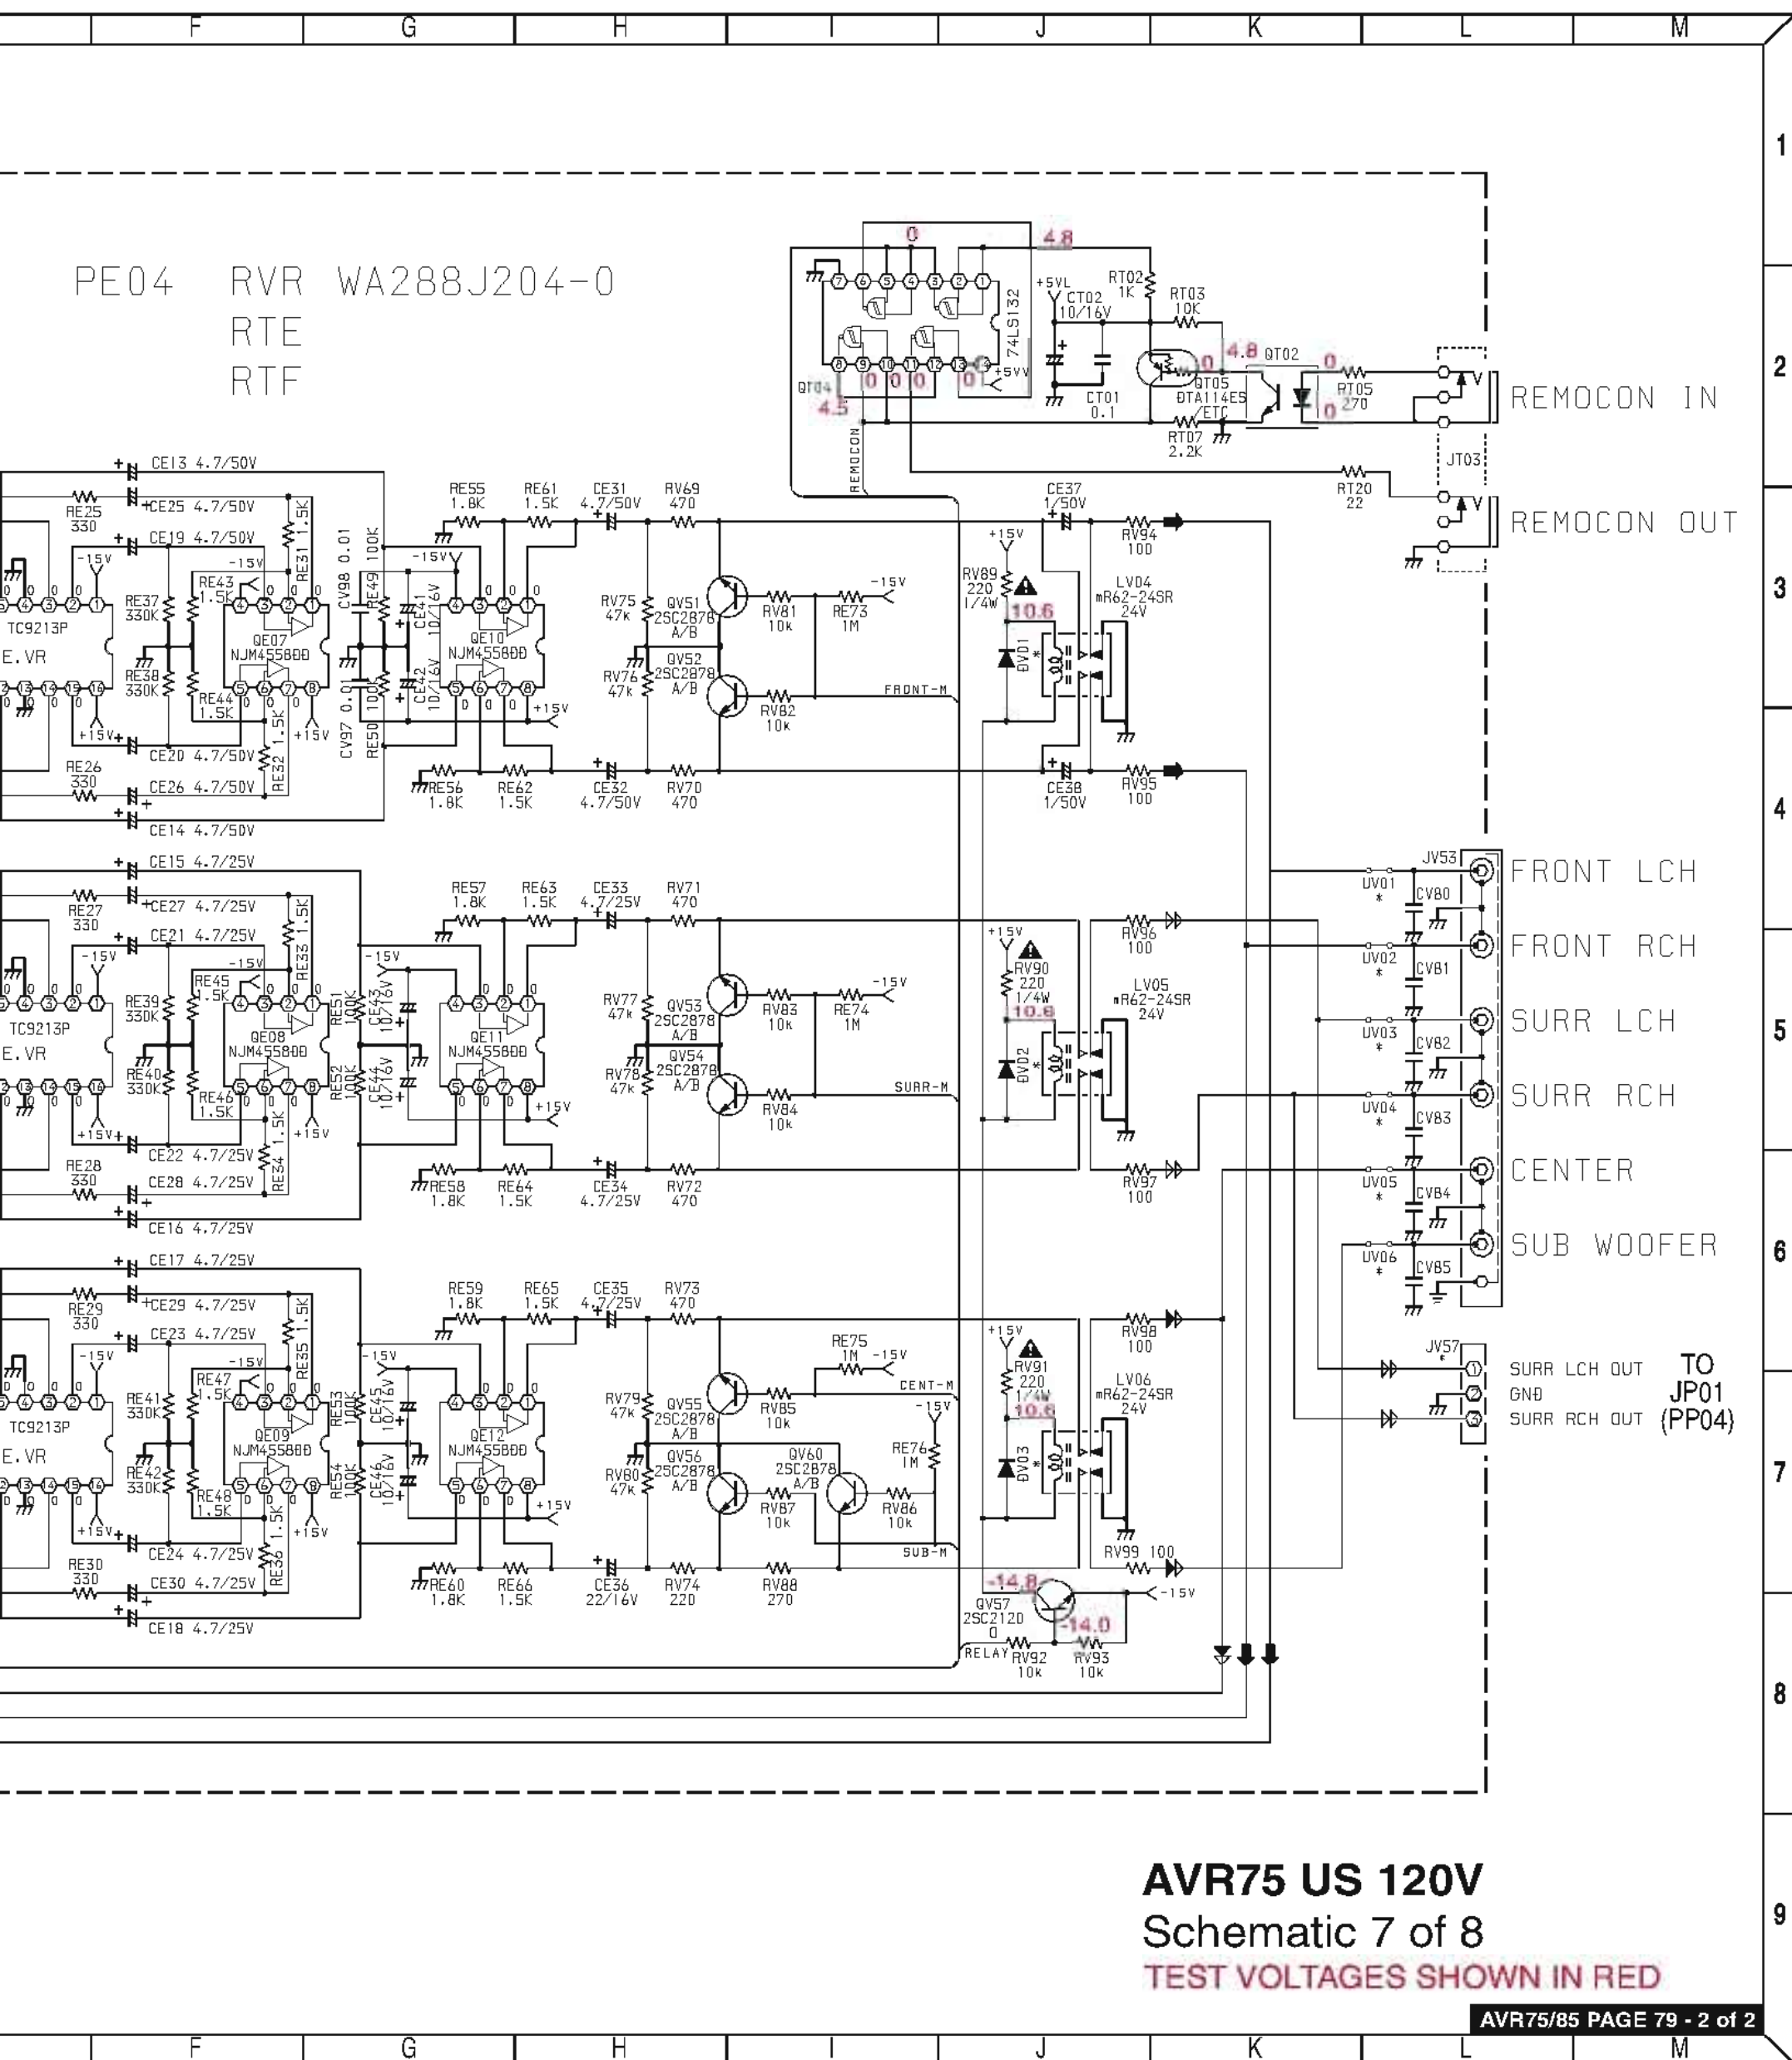 F G H I J K L M
1
PE04 RVR WA288J204-0
RTE
RTF
0
4.8
7 6 5 4 3 2 1
74LS132
8 9 10 11 12 13
QT04
0 0 0 0
4.5
+5VV
+5VL
CT02
10/16V
CT01
0.1
RT02
1K
RT03
10K
0
4.8
QT02
QT05
DTA114ES
/ETC
RT07
2.2K
0
RT05
270
0
2
REMOCON IN
JT03
REMOCON
RT20
22
REMOCON OUT
CE13 4.7/50V
RE25
330
CE25 4.7/50V
CE19 4.7/50V
RE31 1.5K
-15V
-15V
RE37
330K
RE43
1.5K
TC9213P
E.VR
QE07
NJM4558DD
RE38
330K
RE44
1.5K
+15V
+15V
CE20 4.7/50V
RE32 1.5K
RE26
330
CE26 4.7/50V
CE14 4.7/50V
CV98 0.01
RE49 100K
CE41
10/16V
CV97 0.01
RE50 100K
CE42
10/16V
-15V
QE10
NJM4558DD
+15V
RE55
1.8K
RE61
1.5K
CE31
4.7/50V
RV69
470
RV75
47k
QV51
2SC2878
A/B
QV52
2SC2878
A/B
RV76
47k
RV81
10k
RE73
1M
-15V
RV82
10k
FRONT-M
RE56
1.8K
RE62
1.5K
CE32
4.7/50V
RV70
470
CE37
1/50V
RV94
100
+15V
RV89
220
1/4W
10.6
DVD1
*
LV04
mR62-24SR
24V
CE38
1/50V
RV95
100
3
4
CE15 4.7/25V
RE27
330
CE27 4.7/25V
CE21 4.7/25V
RE33 1.5K
-15V
-15V
RE39
330K
RE45
1.5K
TC9213P
E.VR
QE08
NJM4558DD
RE40
330K
RE46
1.5K
+15V
+15V
CE22 4.7/25V
RE34 1.5K
RE28
330
CE28 4.7/25V
CE16 4.7/25V
-15V
RE51
100K
CE43
10/16V
RE52
100K
CE44
10/16V
QE11
NJM4558DD
+15V
RE57
1.8K
RE63
1.5K
CE33
4.7/25V
RV71
470
RV77
47k
QV53
2SC2878
A/B
QV54
2SC2878
A/B
RV78
47k
RV83
10k
RE74
1M
-15V
RV84
10k
SURR-M
RE58
1.8K
RE64
1.5K
CE34
4.7/25V
RV72
470
RV96
100
+15V
RV90
220
1/4W
10.6
DVD2
*
LV05
mR62-24SR
24V
RV97
100
JV53
UV01
*
CV80
FRONT LCH
UV02
*
CV81
FRONT RCH
UV03
*
CV82
SURR LCH
UV04
*
CV83
SURR RCH
UV05
*
CV84
CENTER
UV06
*
CV85
SUB WOOFER
5
6
CE17 4.7/25V
RE29
330
CE29 4.7/25V
CE23 4.7/25V
RE35 1.5K
-15V
-15V
RE41
330K
RE47
1.5K
TC9213P
E.VR
QE09
NJM4558DD
RE42
330K
RE48
1.5K
+15V
+15V
CE24 4.7/25V
RE36 1.5K
RE30
330
CE30 4.7/25V
CE18 4.7/25V
-15V
RE53
100K
CE45
10/16V
RE54
100K
CE46
10/16V
QE12
NJM4558DD
+15V
RE59
1.8K
RE65
1.5K
CE35
4.7/25V
RV73
470
RV79
47k
QV55
2SC2878
A/B
QV56
2SC2878
A/B
RV80
47k
RE75
1M
-15V
CENT-M
RV85
10k
-15V
RE76
1M
QV60
2SC2878
A/B
RV87
10k
RV86
10k
SUB-M
RE60
1.8K
RE66
1.5K
CE36
22/16V
RV74
220
RV88
270
RV98
100
+15V
RV91
220
1/4W
10.6
DV03
*
LV06
mR62-24SR
24V
RV99 100
-14.8
QV57
2SC2120
-15V
-14.0
RELAY
RV92
10k
RV93
10k
JV57
*
1 SURR LCH OUT
2 GND
3 SURR RCH OUT
TO
JP01
(PP04)
7
8
AVR75 US 120V
Schematic 7 of 8
TEST VOLTAGES SHOWN IN RED
9
AVR75/85 PAGE 79 - 2 of 2
F G H I J K L M